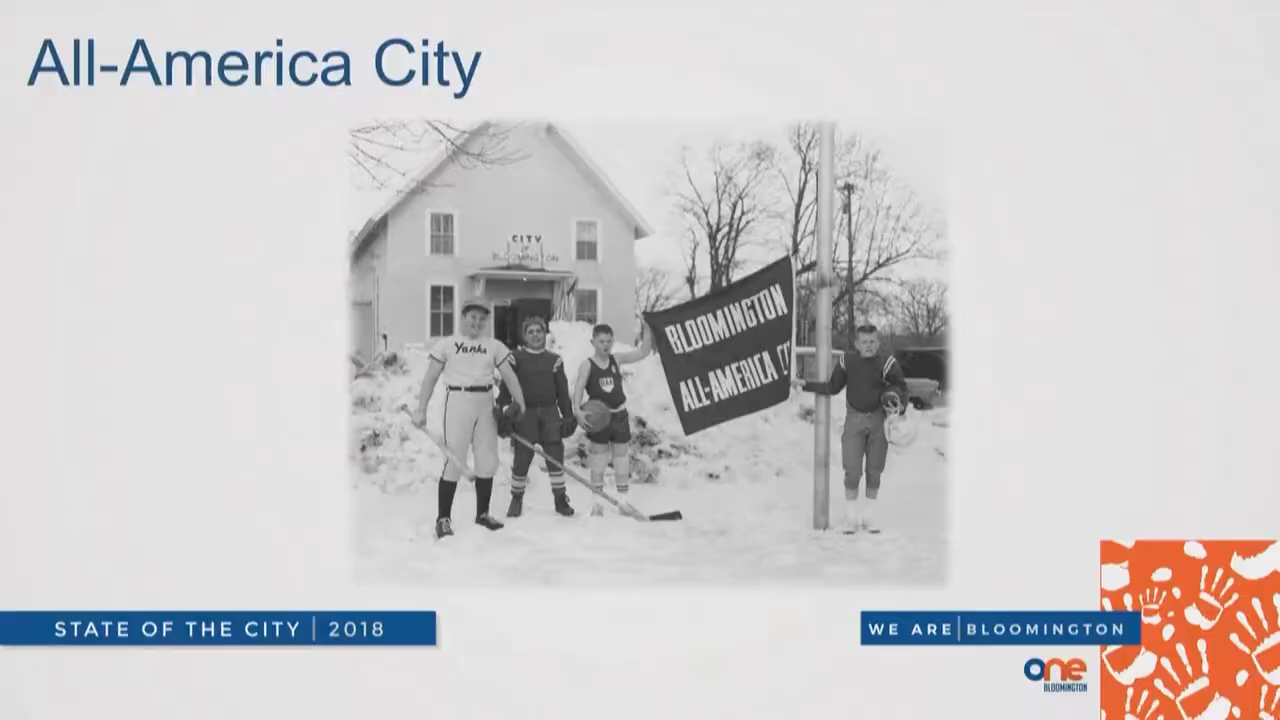 All-America City
CITY
OF
BLOOMINGTON
Yanks
BLOOMINGTON
ALL-AMERICA CI
STATE OF THE CITY | 2018
WE ARE | BLOOMINGTON
one
BLOOMINGTON